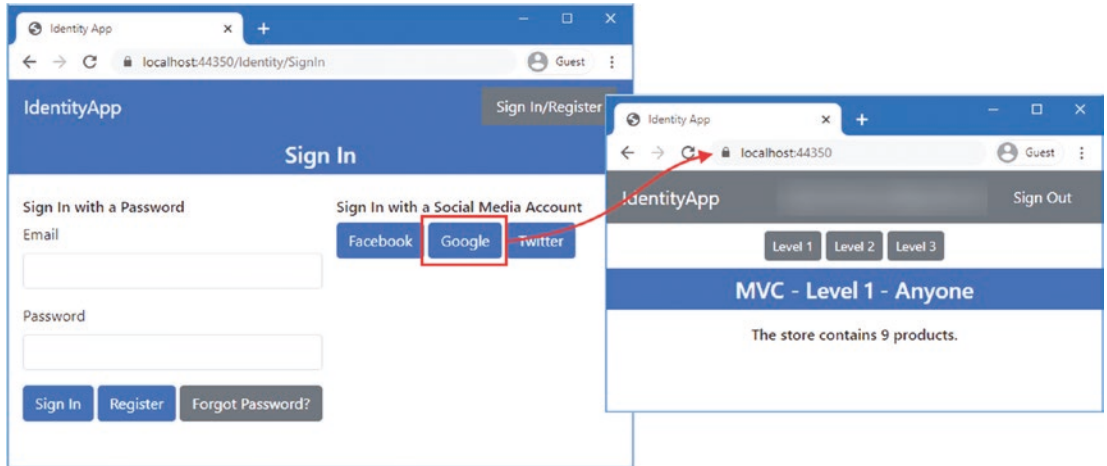 Identity App
localhost:44350/Identity/SignIn
Guest
IdentityApp
Sign In/Register
Sign In
Sign In with a Password
Email
Password
Sign In Register Forgot Password?
Sign In with a Social Media Account
Facebook Google Twitter
Identity App
localhost:44350
Guest
IdentityApp
Sign Out
Level 1 Level 2 Level 3
MVC - Level 1 - Anyone
The store contains 9 products.